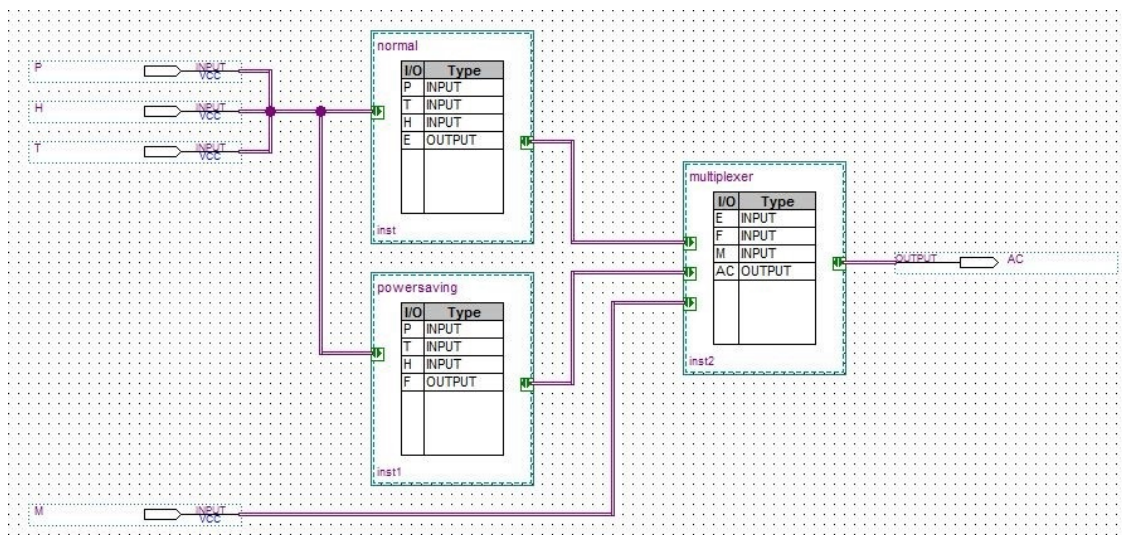 P
INPUT
VCC
H
INPUT
VCC
T
INPUT
VCC
normal
I/O Type
P INPUT
T INPUT
H INPUT
E OUTPUT
inst
powersaving
I/O Type
P INPUT
T INPUT
H INPUT
F OUTPUT
inst1
multiplexer
I/O Type
E INPUT
F INPUT
M INPUT
AC OUTPUT
inst2
OUTPUT AC
M
INPUT
VCC